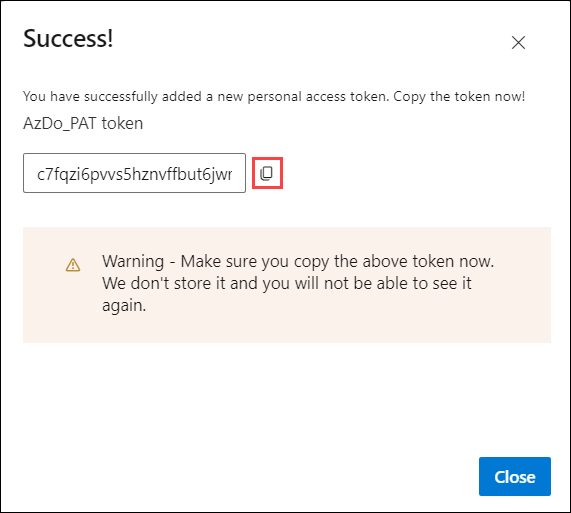 Success!
You have successfully added a new personal access token. Copy the token now!
AzDo_PAT token
c7fqzi6pvvs5hznvffbut6jwr
Warning - Make sure you copy the above token now.
We don't store it and you will not be able to see it
again.
Close